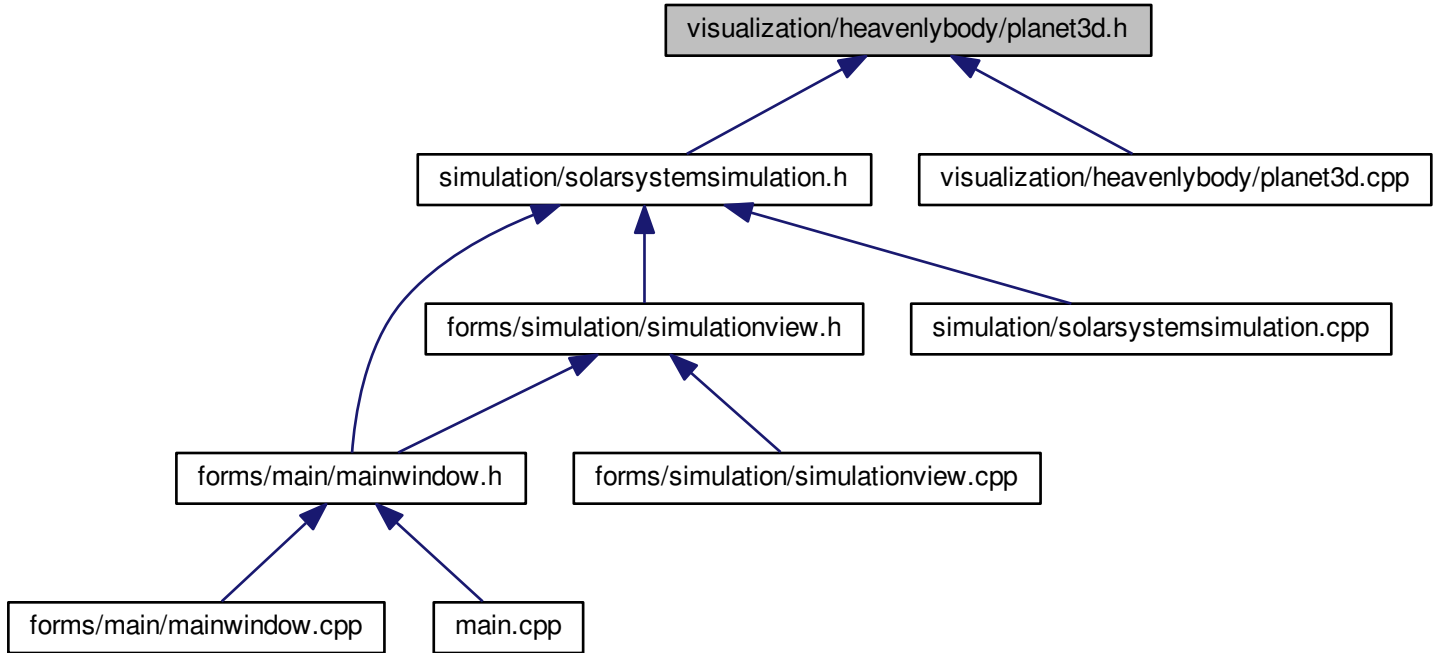 visualization/heavenlybody/planet3d.h
simulation/solarsystemsimulation.h
visualization/heavenlybody/planet3d.cpp
forms/simulation/simulationview.h
simulation/solarsystemsimulation.cpp
forms/main/mainwindow.h
forms/simulation/simulationview.cpp
forms/main/mainwindow.cpp
main.cpp